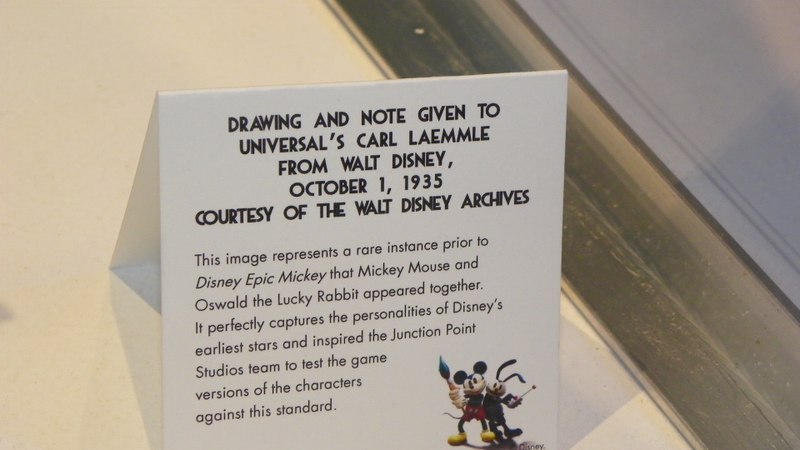 DRAWING AND NOTE GIVEN TO
UNIVERSAL'S CARL LAEMMLE
FROM WALT DISNEY,
OCTOBER 1, 1935
COURTESY OF THE WALT DISNEY ARCHIVES
This image represents a rare instance prior to
Disney Epic Mickey that Mickey Mouse and
Oswald the Lucky Rabbit appeared together.
It perfectly captures the personalities of Disney's
earliest stars and inspired the Junction Point
Studios team to test the game
versions of the characters
against this standard.
© Disney.